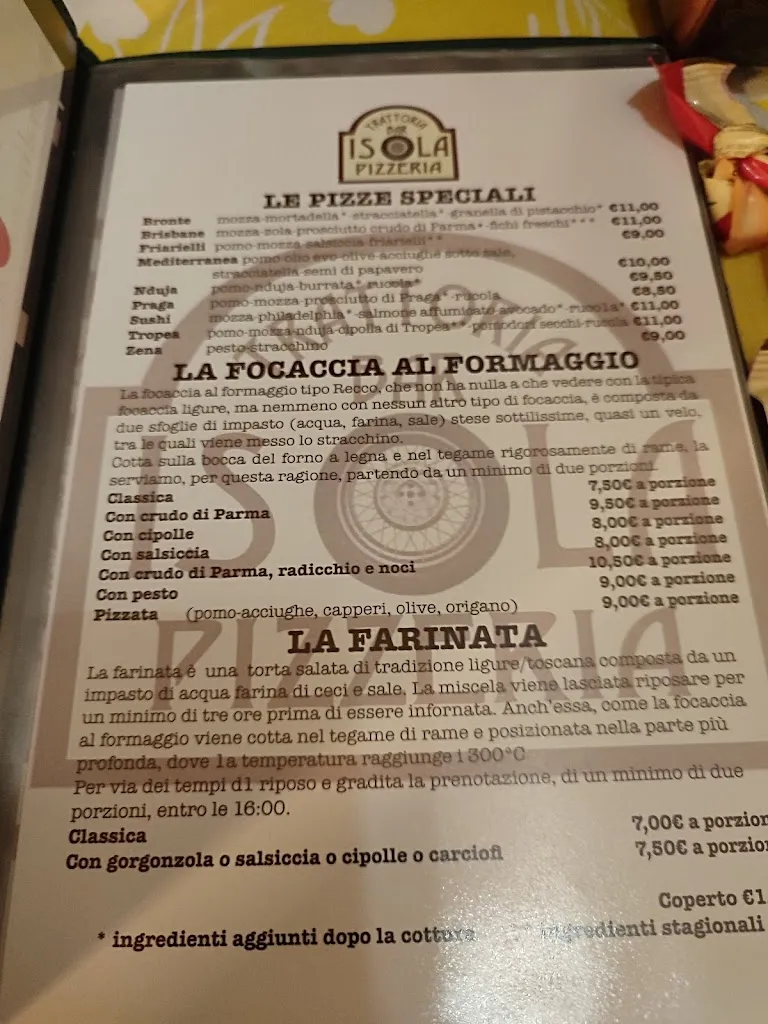 TRATTORIA
BAR
ISOLA
PIZZERIA
LE PIZZE SPECIALI
Bronte mozza-mortadella*-stracciatella*-granella di pistacchio* €11,00
Brisbane mozza-zola-prosciutto crudo di Parma*-fichi freschi*** €11,00
Friarielli pomo-mozza-salsiccia-friarielli** €9,00
Mediterranea pomo-olio evo-olive-acciughe sotto sale,
stracciatella-semi di papavero €10,00
Nduja pomo-nduja-burrata*-rucola* €9,50
Praga pomo-mozza-prosciutto di Praga*-rucola €8,50
Sushi mozza-philadelphia*-salmone affumicato-avocado*-rucola* €11,00
Tropea pomo-mozza-nduja-cipolla di Tropea**-pomodori secchi-rucola €11,00
Zena pesto-stracchino €9,00
LA FOCACCIA AL FORMAGGIO
La focaccia al formaggio tipo Recco, che non ha nulla a che vedere con la tipica
focaccia ligure, ma nemmeno con nessun altro tipo di focaccia, è composta da
due sfoglie di impasto (acqua, farina, sale) stese sottilissime, quasi un velo,
tra le quali viene messo lo stracchino.
Cotta sulla bocca del forno a legna e nel tegame rigorosamente di rame, la
serviamo, per questa ragione, partendo da un minimo di due porzioni.
Classica 7,50€ a porzione
Con crudo di Parma 9,50€ a porzione
Con cipolle 8,00€ a porzione
Con salsiccia 8,00€ a porzione
Con crudo di Parma, radicchio e noci 10,50€ a porzione
Con pesto 9,00€ a porzione
Pizzata (pomo-acciughe, capperi, olive, origano) 9,00€ a porzione
LA FARINATA
La farinata è una torta salata di tradizione ligure/toscana composta da un
impasto di acqua farina di ceci e sale. La miscela viene lasciata riposare per
un minimo di tre ore prima di essere infornata. Anch'essa, come la focaccia
al formaggio viene cotta nel tegame di rame e posizionata nella parte più
profonda, dove la temperatura raggiunge i 300°C
Per via dei tempi d1 riposo e gradita la prenotazione, di un minimo di due
porzioni, entro le 16:00.
Classica 7,00€ a porzion
Con gorgonzola o salsiccia o cipolle o carciofi 7,50€ a porzion
Coperto €1
* ingredienti aggiunti dopo la cottura ingredienti stagionali